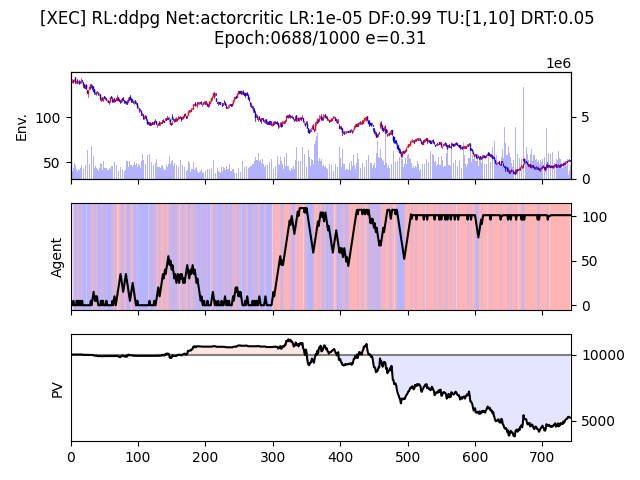 [XEC] RL:ddpg Net:actorcritic LR:1e-05 DF:0.99 TU:[1,10] DRT:0.05
Epoch:0688/1000 e=0.31
1e6
Env.
100
50
5
0
Agent
100
50
0
PV
10000
5000
0 100 200 300 400 500 600 700